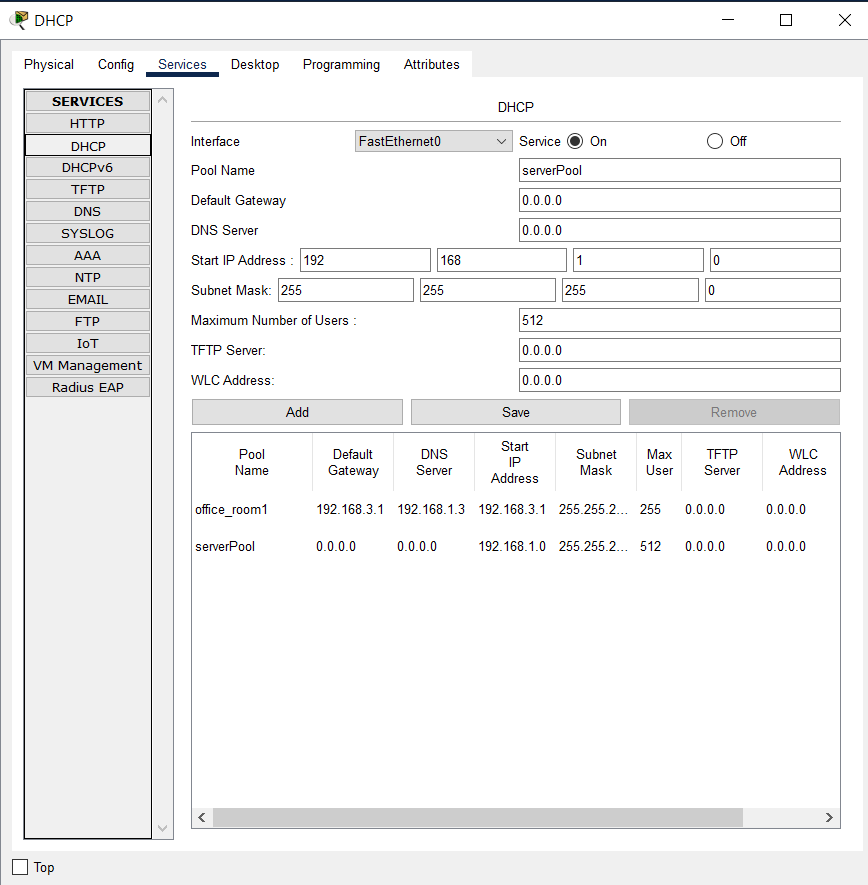 DHCP
Physical Config Services Desktop Programming Attributes
SERVICES
HTTP
DHCP
DHCPv6
TFTP
DNS
SYSLOG
AAA
NTP
EMAIL
FTP
IoT
VM Management
Radius EAP
DHCP
Interface FastEthernet0 Service On Off
Pool Name serverPool
Default Gateway 0.0.0.0
DNS Server 0.0.0.0
Start IP Address : 192 168 1 0
Subnet Mask: 255 255 255 0
Maximum Number of Users : 512
TFTP Server: 0.0.0.0
WLC Address: 0.0.0.0
Add Save Remove
Pool Name Default Gateway DNS Server Start IP Address Subnet Mask Max User TFTP Server WLC Address
office_room1 192.168.3.1 192.168.1.3 192.168.3.1 255.255.2... 255 0.0.0.0 0.0.0.0
serverPool 0.0.0.0 0.0.0.0 192.168.1.0 255.255.2... 512 0.0.0.0 0.0.0.0
Top